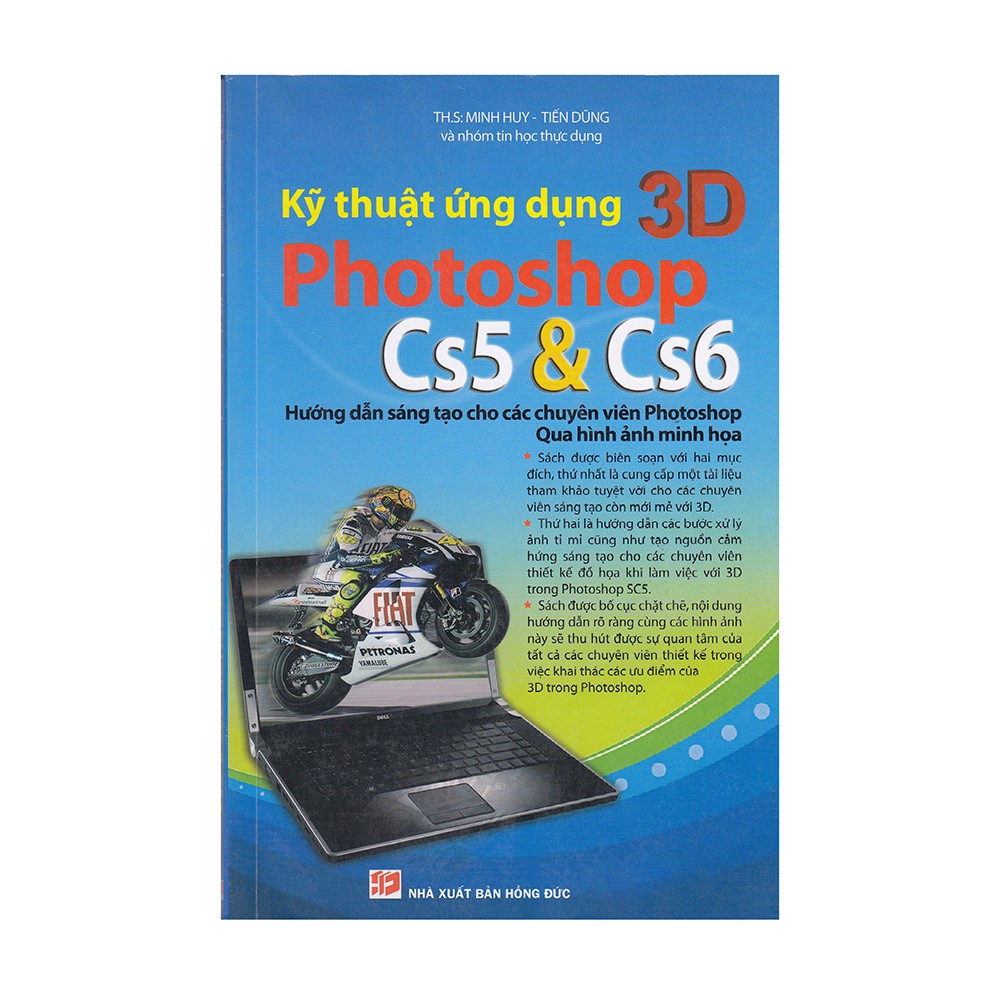 TH.S: MINH HUY - TIẾN DŨNG
và nhóm tin học thực dụng
Kỹ thuật ứng dụng 3D
Photoshop
Cs5 & Cs6
Hướng dẫn sáng tạo cho các chuyên viên Photoshop
Qua hình ảnh minh họa
★ Sách được biên soạn với hai mục
đích, thứ nhất là cung cấp một tài liệu
tham khảo tuyệt vời cho các chuyên
viên sáng tạo còn mới mẻ với 3D.
★ Thứ hai là hướng dẫn các bước xử lý
ảnh tỉ mỉ cũng như tạo nguồn cảm
hứng sáng tạo cho các chuyên viên
thiết kế đồ họa khi làm việc với 3D
trong Photoshop SC5.
★ Sách được bố cục chặt chẽ, nội dung
hướng dẫn rõ ràng cùng các hình ảnh
này sẽ thu hút được sự quan tâm của
tất cả các chuyên viên thiết kế trong
việc khai thác các ưu điểm của
3D trong Photoshop.
FIAT
YAMAHA
FIAT
PETRONAS
YAMALUBE
DELL
NHÀ XUẤT BẢN HỒNG ĐỨC